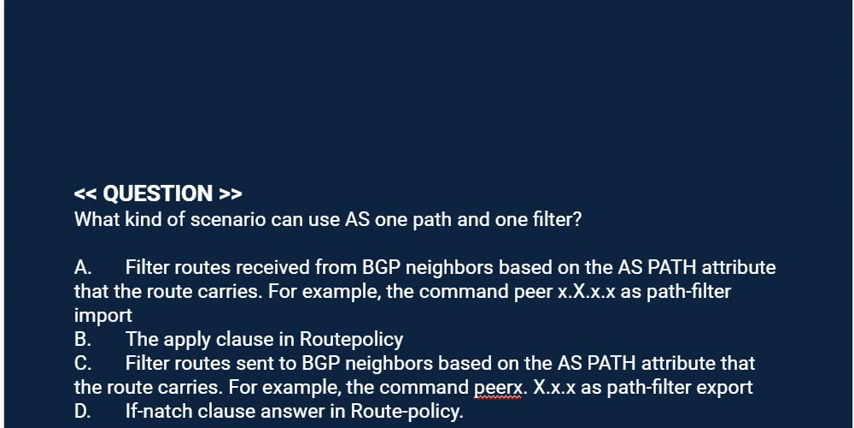 << QUESTION >>
What kind of scenario can use AS one path and one filter?
A. Filter routes received from BGP neighbors based on the AS PATH attribute
that the route carries. For example, the command peer x.X.x.x as path-filter
import
B. The apply clause in Routepolicy
C. Filter routes sent to BGP neighbors based on the AS PATH attribute that
the route carries. For example, the command peerx. X.x.x as path-filter export
D. If-natch clause answer in Route-policy.